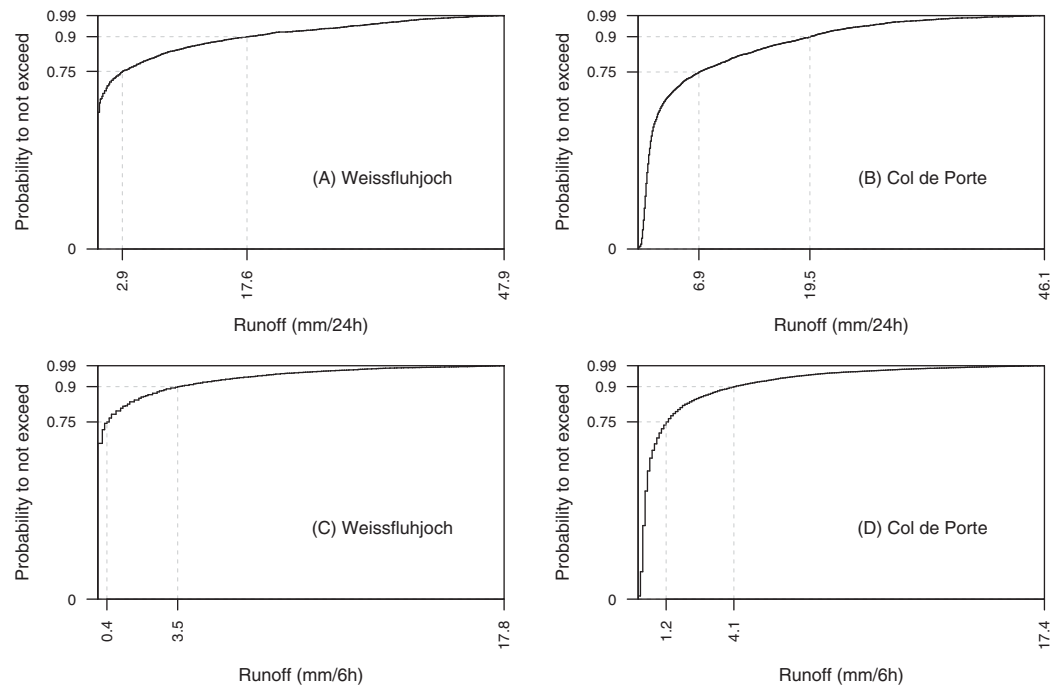 Probability to not exceed
0.99
0.9
0.75
0
(A) Weissfluhjoch
2.9
17.6
47.9
Runoff (mm/24h)
Probability to not exceed
0.99
0.9
0.75
0
(B) Col de Porte
6.9
19.5
46.1
Runoff (mm/24h)
Probability to not exceed
0.99
0.9
0.75
0
(C) Weissfluhjoch
0.4
3.5
17.8
Runoff (mm/6h)
Probability to not exceed
0.99
0.9
0.75
0
(D) Col de Porte
1.2
4.1
17.4
Runoff (mm/6h)